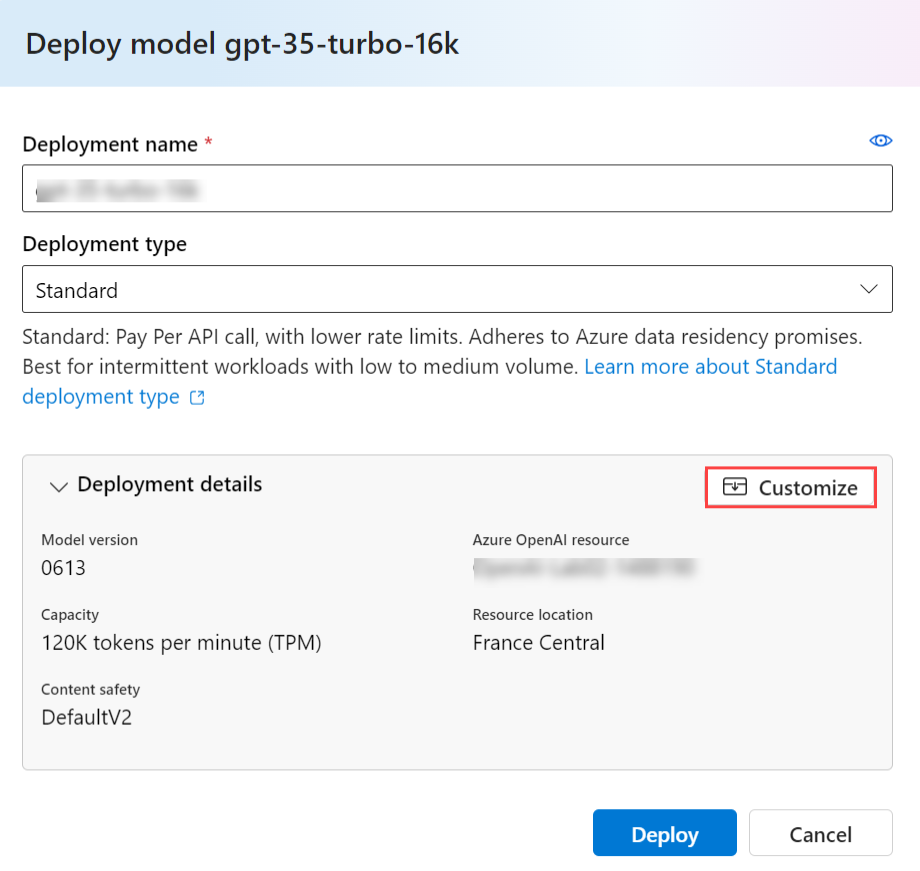 Deploy model gpt-35-turbo-16k
Deployment name *
Deployment type
Standard
Standard: Pay Per API call, with lower rate limits. Adheres to Azure data residency promises.
Best for intermittent workloads with low to medium volume. Learn more about Standard
deployment type
Deployment details
Customize
Model version
0613
Azure OpenAI resource
Capacity
120K tokens per minute (TPM)
Resource location
France Central
Content safety
DefaultV2
Deploy
Cancel